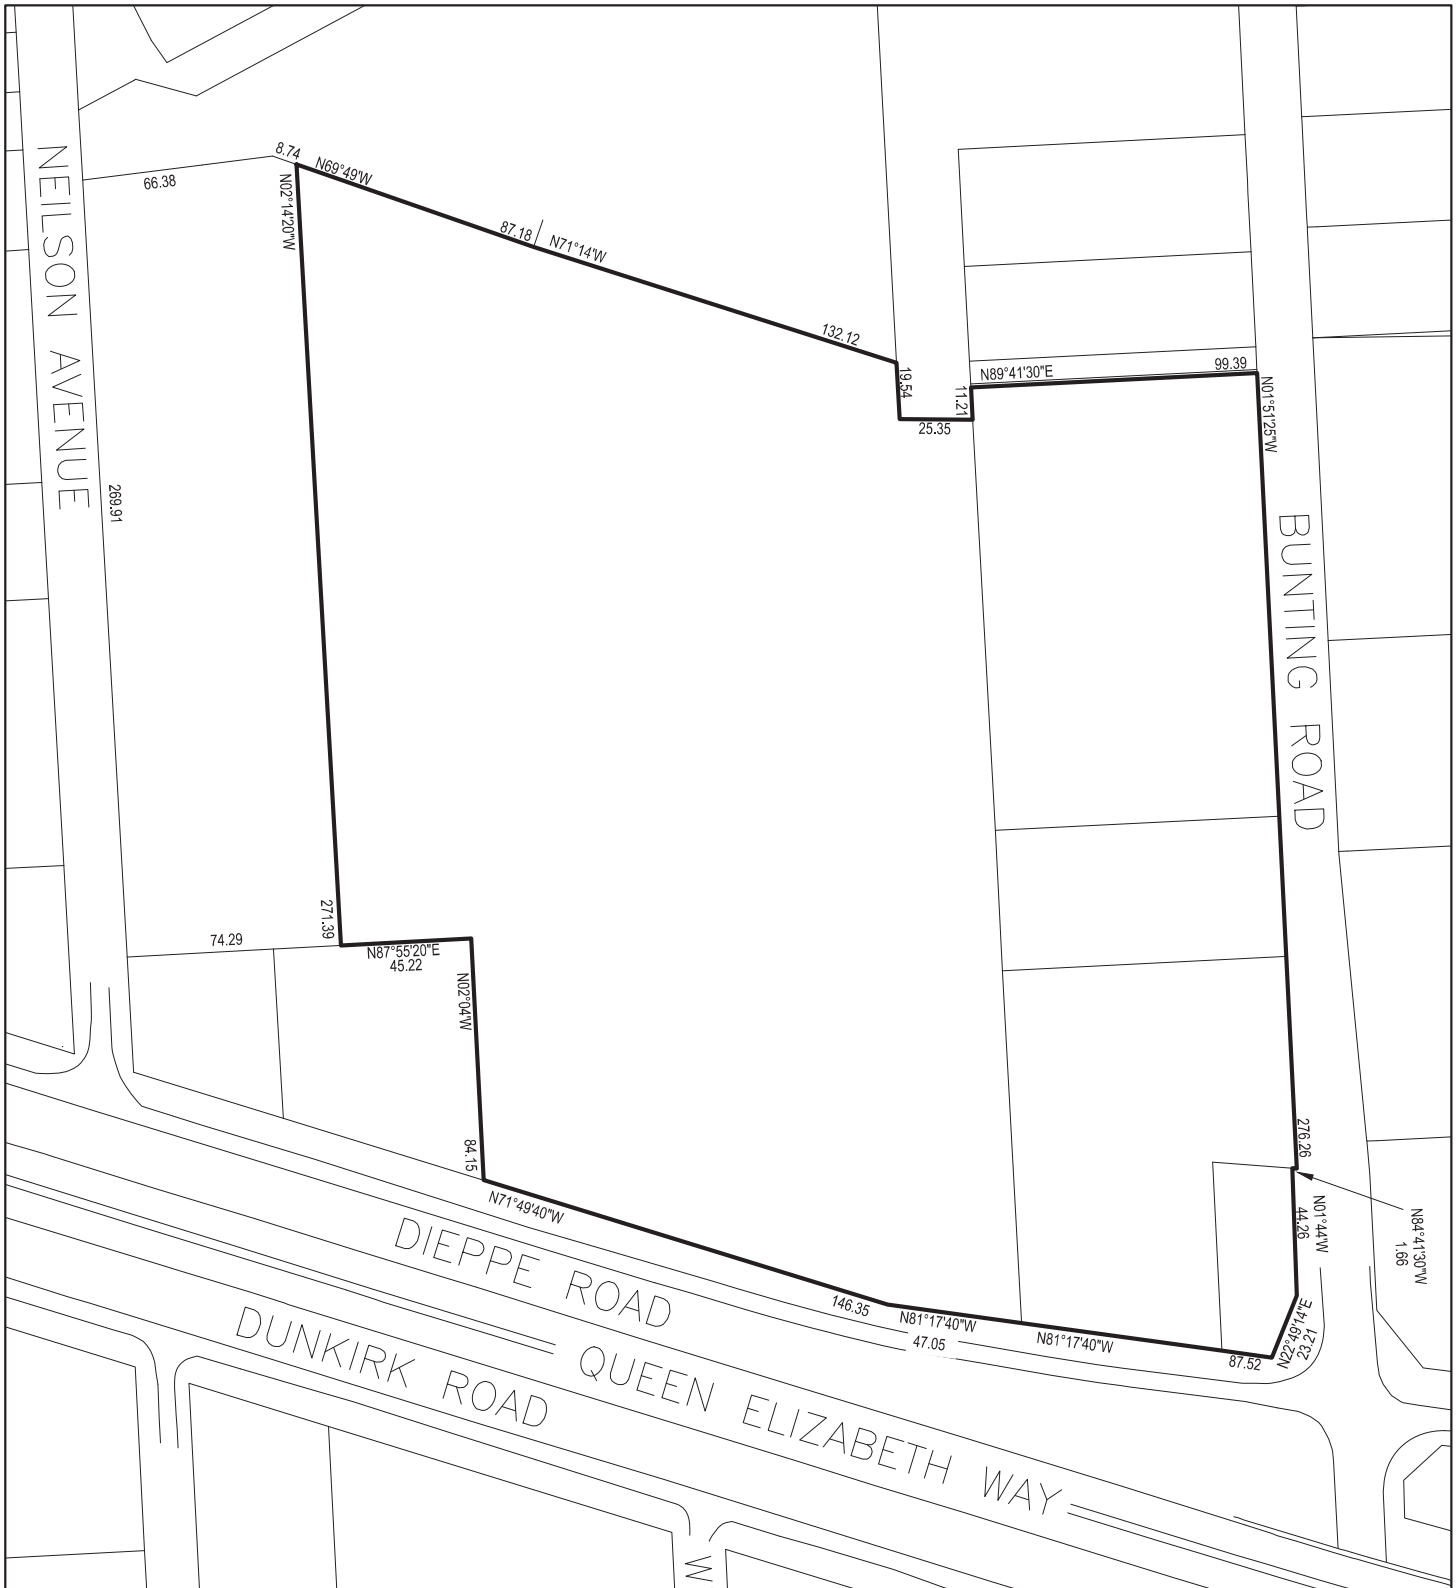 8.74
N69°49'W
66.38
N02°14'20"W
NEILSON AVENUE
87.18
N71°14'W
132.12
19.54
11.21
25.35
N89°41'30"E
99.39
N01°51'25"W
269.91
BUNTING ROAD
271.39
74.29
N87°55'20"E
45.22
N02°04'W
84.15
276.26
N01°44'W
44.26
N84°41'30"W
1.66
N71°49'40"W
DIEPPE ROAD
146.35
N81°17'40"W
47.05
N81°17'40"W
87.52
N22°49'14"E
23.21
DUNKIRK ROAD
QUEEN ELIZABETH WAY
W